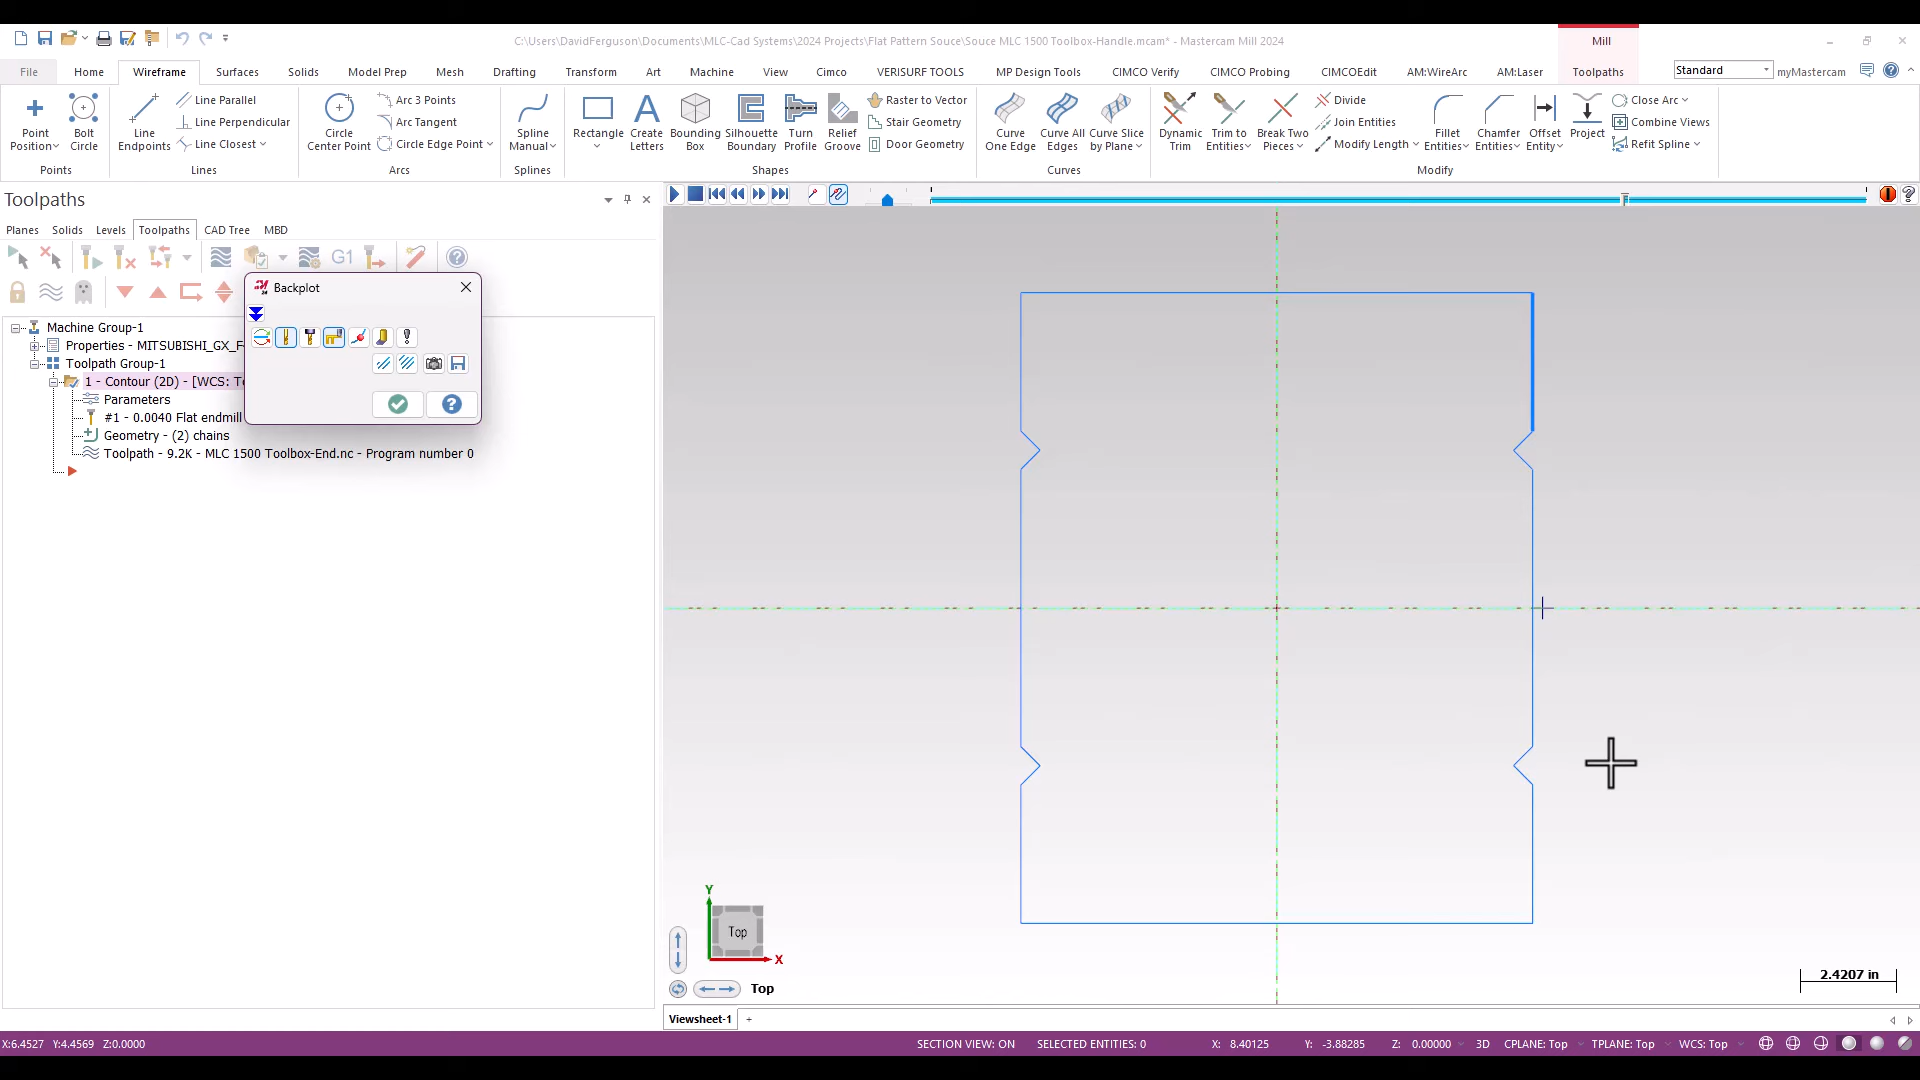 C:\Users\DavidFerguson\Documents\MLC-Cad Systems\2024 Projects\Flat Pattern Souce\Souce MLC 1500 Toolbox-Handle.mcam* - Mastercam Mill 2024
Mill
File Home Wireframe Surfaces Solids Model Prep Mesh Drafting Transform Art Machine View Cimco VERISURF TOOLS MP Design Tools CIMCO Verify CIMCO Probing CIMCOEdit AM:WireArc AM:Laser Toolpaths Standard myMastercam
Point Position
Bolt Circle
Line Endpoints
Line Parallel
Line Perpendicular
Line Closest
Circle Center Point
Arc 3 Points
Arc Tangent
Circle Edge Point
Spline Manual
Rectangle
Create Letters
Bounding Box
Silhouette Boundary
Turn Profile
Relief Groove
Raster to Vector
Stair Geometry
Door Geometry
Curve One Edge
Curve All Edges
Curve Slice by Plane
Dynamic Trim
Trim to Entities
Break Two Pieces
Divide
Join Entities
Modify Length
Fillet Entities
Chamfer Entities
Offset Entity
Project
Close Arc
Combine Views
Refit Spline
Points Lines Arcs Splines Shapes Curves Modify
Toolpaths
Planes Solids Levels Toolpaths CAD Tree MBD
G1
Backplot
Machine Group-1
Properties - MITSUBISHI_GX_F
Toolpath Group-1
1 - Contour (2D) - [WCS: To
Parameters
#1 - 0.0040 Flat endmill
Geometry - (2) chains
Toolpath - 9.2K - MLC 1500 Toolbox-End.nc - Program number 0
Y
Top
X
Top
2.4207 in
Viewsheet-1 +
X:6.4527 Y:4.4569 Z:0.0000 SECTION VIEW: ON SELECTED ENTITIES: 0 X: 8.40125 Y: -3.88285 Z: 0.00000 3D CPLANE: Top TPLANE: Top WCS: Top